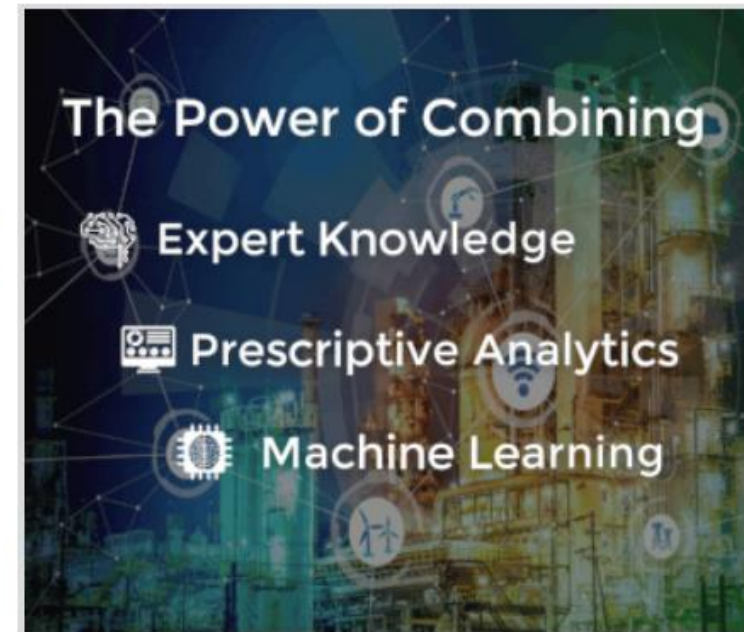 The Power of Combining
Expert Knowledge
Prescriptive Analytics
Machine Learning